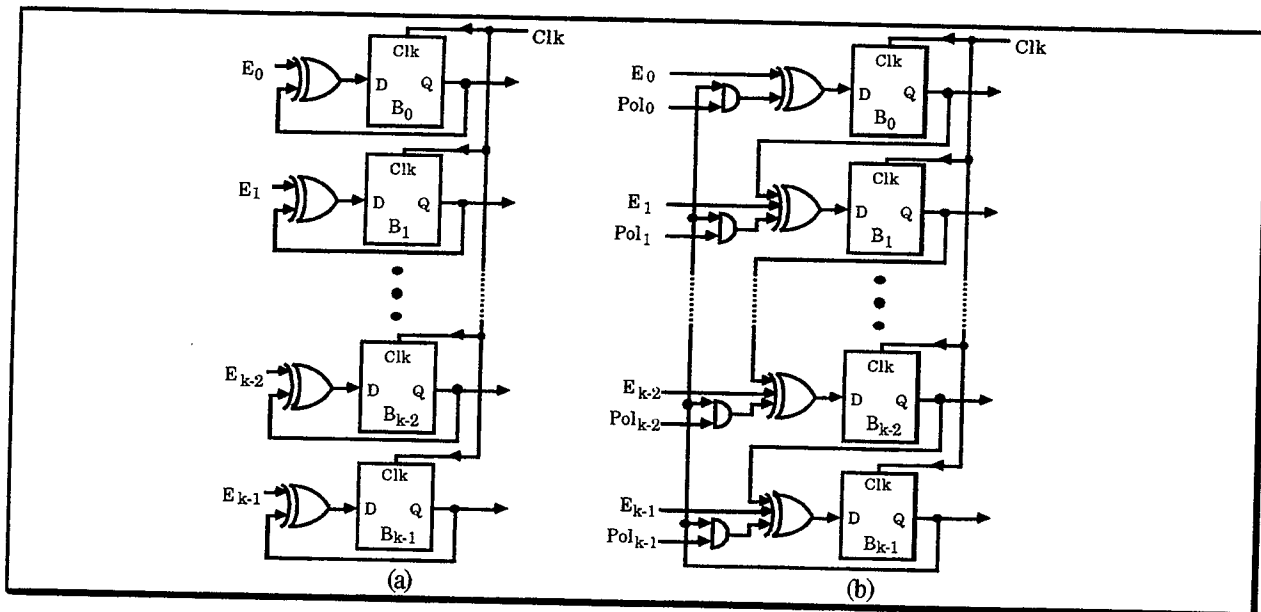 Clk
Clk
E0
D
Q
B0
Clk
E1
D
Q
B1
Clk
Ek-2
D
Q
Bk-2
Clk
Ek-1
D
Q
Bk-1
(a)
Clk
Clk
E0
Pol0
D
Q
B0
Clk
E1
Pol1
D
Q
B1
Clk
Ek-2
Polk-2
D
Q
Bk-2
Clk
Ek-1
Polk-1
D
Q
Bk-1
(b)